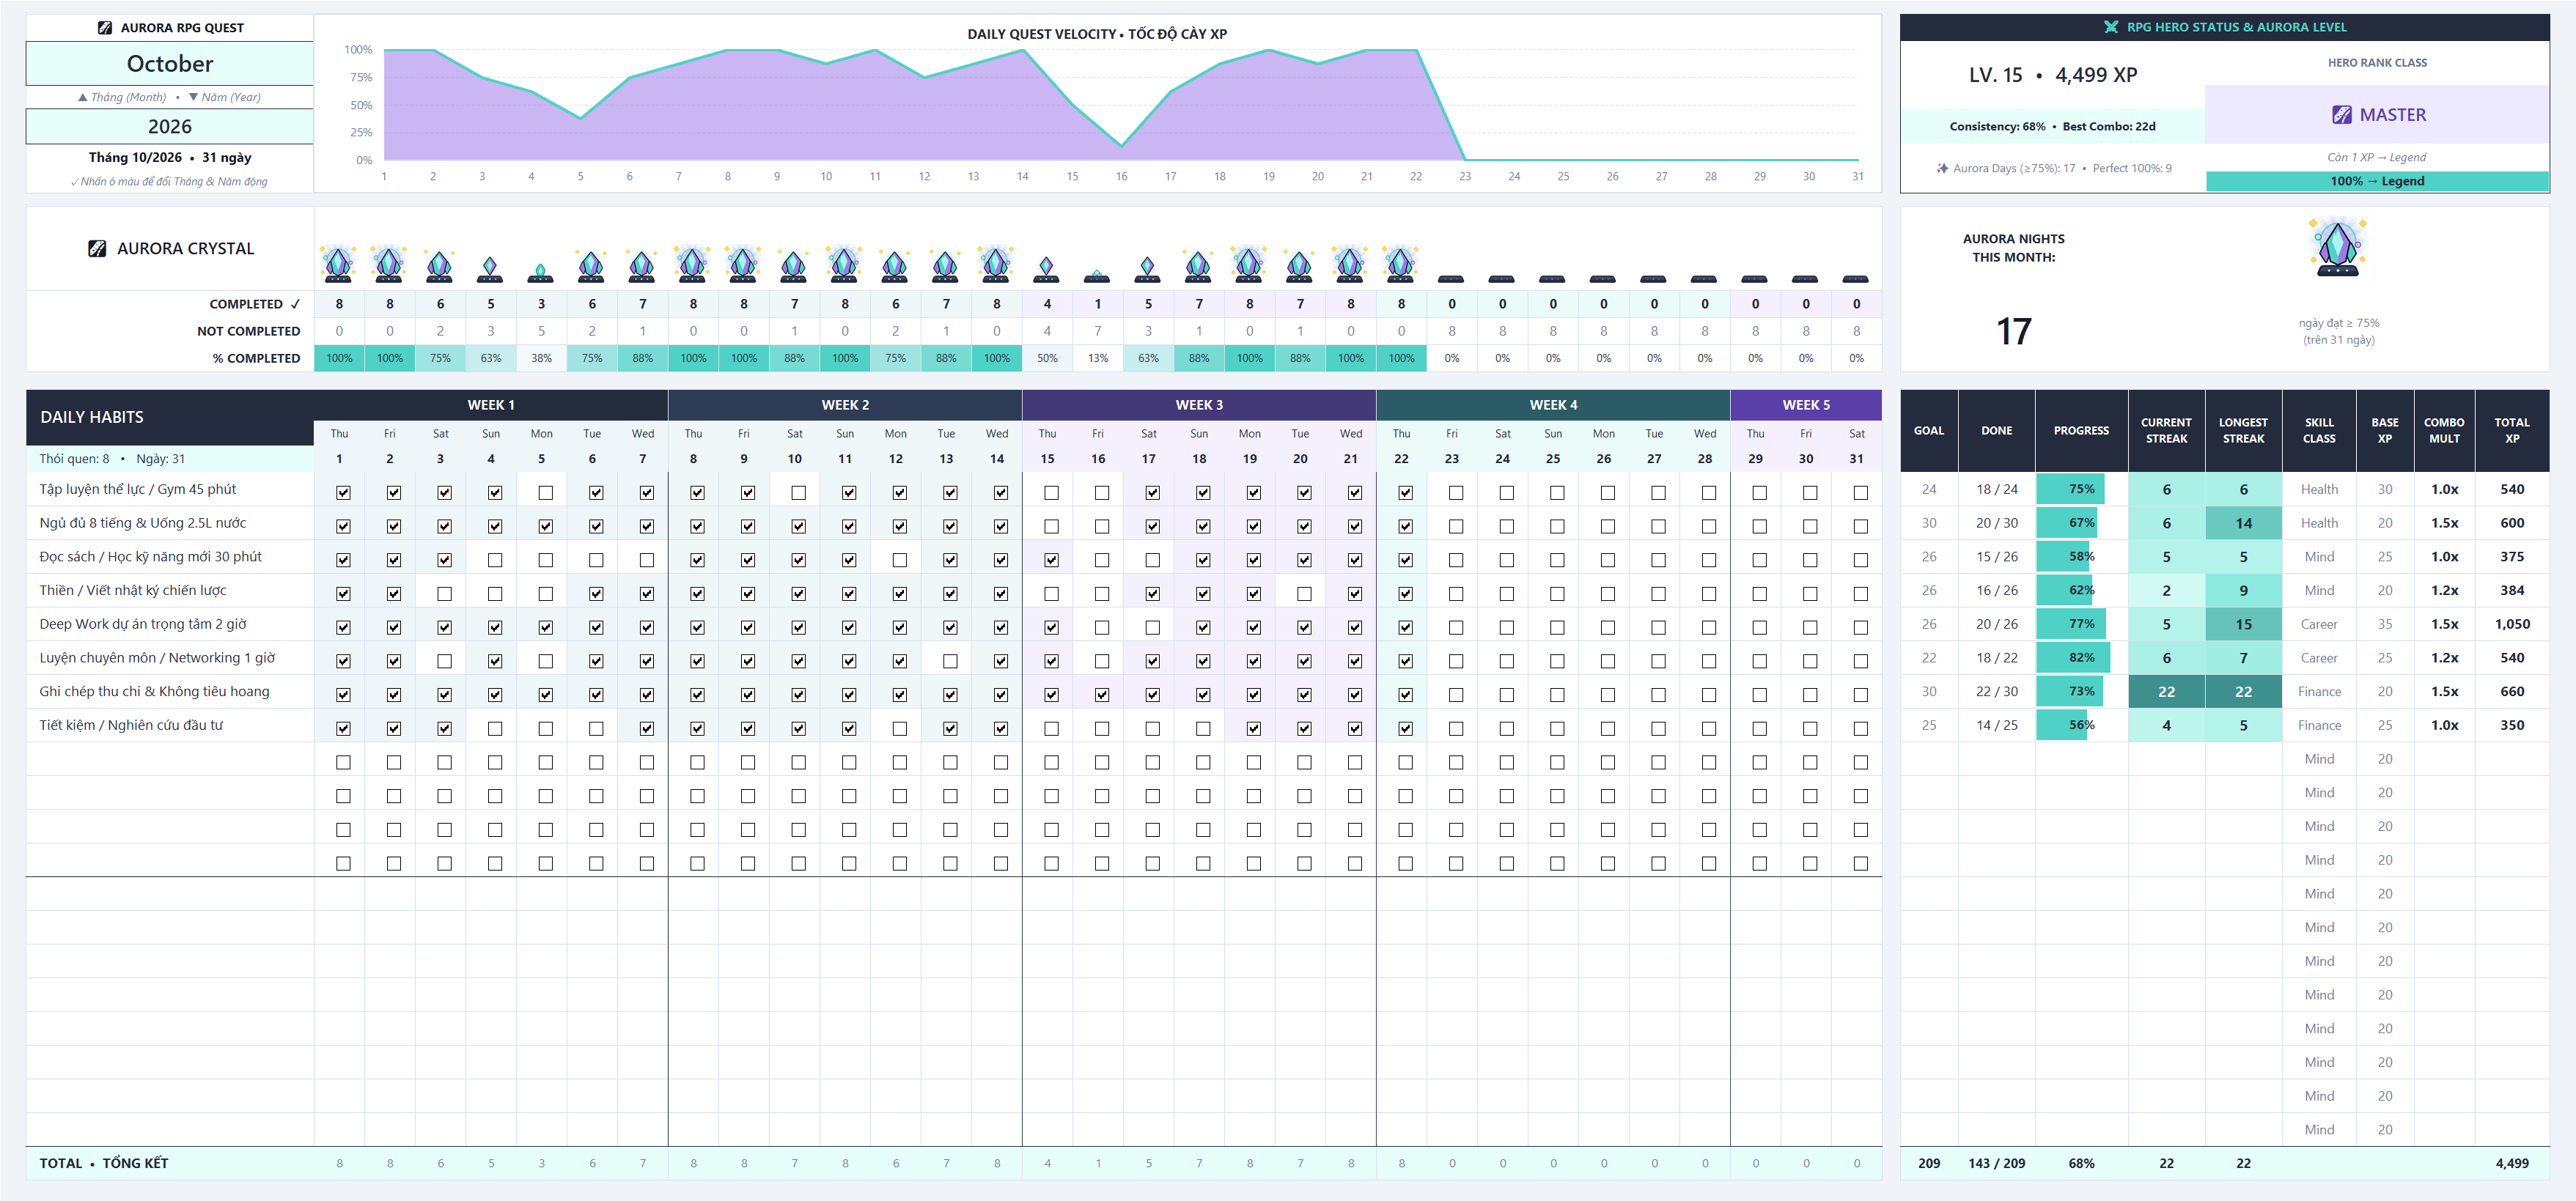 AURORA RPG QUEST
October
▲ Tháng (Month) • ▼ Năm (Year)
2026
Tháng 10/2026 • 31 ngày
✓Nhấn ô màu để đổi Tháng & Năm động
DAILY QUEST VELOCITY • TỐC ĐỘ CÀY XP
100%
75%
50%
25%
0%
1 2 3 4 5 6 7 8 9 10 11 12 13 14 15 16 17 18 19 20 21 22 23 24 25 26 27 28 29 30 31
RPG HERO STATUS & AURORA LEVEL
LV. 15 • 4,499 XP
HERO RANK CLASS
MASTER
Consistency: 68% • Best Combo: 22d
Còn 1 XP → Legend
Aurora Days (≥75%): 17 • Perfect 100%: 9
100% → Legend
AURORA CRYSTAL
COMPLETED ✓ 8 8 6 5 3 6 7 8 8 7 8 6 7 8 4 1 5 7 8 7 8 8 0 0 0 0 0 0 0 0 0
NOT COMPLETED 0 0 2 3 5 2 1 0 0 1 0 2 1 0 4 7 3 1 0 1 0 0 8 8 8 8 8 8 8 8 8
% COMPLETED 100% 100% 75% 63% 38% 75% 88% 100% 100% 88% 100% 75% 88% 100% 50% 13% 63% 88% 100% 88% 100% 100% 0% 0% 0% 0% 0% 0% 0% 0% 0%
AURORA NIGHTS
THIS MONTH:
17
ngày đạt ≥ 75%
(trên 31 ngày)
DAILY HABITS
WEEK 1 WEEK 2 WEEK 3 WEEK 4 WEEK 5
Thu Fri Sat Sun Mon Tue Wed Thu Fri Sat Sun Mon Tue Wed Thu Fri Sat Sun Mon Tue Wed Thu Fri Sat Sun Mon Tue Wed Thu Fri Sat
Thói quen: 8 • Ngày: 31
1 2 3 4 5 6 7 8 9 10 11 12 13 14 15 16 17 18 19 20 21 22 23 24 25 26 27 28 29 30 31
GOAL DONE PROGRESS CURRENT STREAK LONGEST STREAK SKILL CLASS BASE XP COMBO MULT TOTAL XP
Tập luyện thể lực / Gym 45 phút 24 18 / 24 75% 6 6 Health 30 1.0x 540
Ngủ đủ 8 tiếng & Uống 2.5L nước 30 20 / 30 67% 6 14 Health 20 1.5x 600
Đọc sách / Học kỹ năng mới 30 phút 26 15 / 26 58% 5 5 Mind 25 1.0x 375
Thiền / Viết nhật ký chiến lược 26 16 / 26 62% 2 9 Mind 20 1.2x 384
Deep Work dự án trọng tâm 2 giờ 26 20 / 26 77% 5 15 Career 35 1.5x 1,050
Luyện chuyên môn / Networking 1 giờ 22 18 / 22 82% 6 7 Career 25 1.2x 540
Ghi chép thu chi & Không tiêu hoang 30 22 / 30 73% 22 22 Finance 20 1.5x 660
Tiết kiệm / Nghiên cứu đầu tư 25 14 / 25 56% 4 5 Finance 25 1.0x 350
Mind 20
Mind 20
Mind 20
Mind 20
Mind 20
Mind 20
Mind 20
Mind 20
Mind 20
Mind 20
Mind 20
Mind 20
TOTAL • TỔNG KẾT 8 8 6 5 3 6 7 8 8 7 8 6 7 8 4 1 5 7 8 7 8 8 0 0 0 0 0 0 0 0 0 209 143 / 209 68% 22 22 4,499